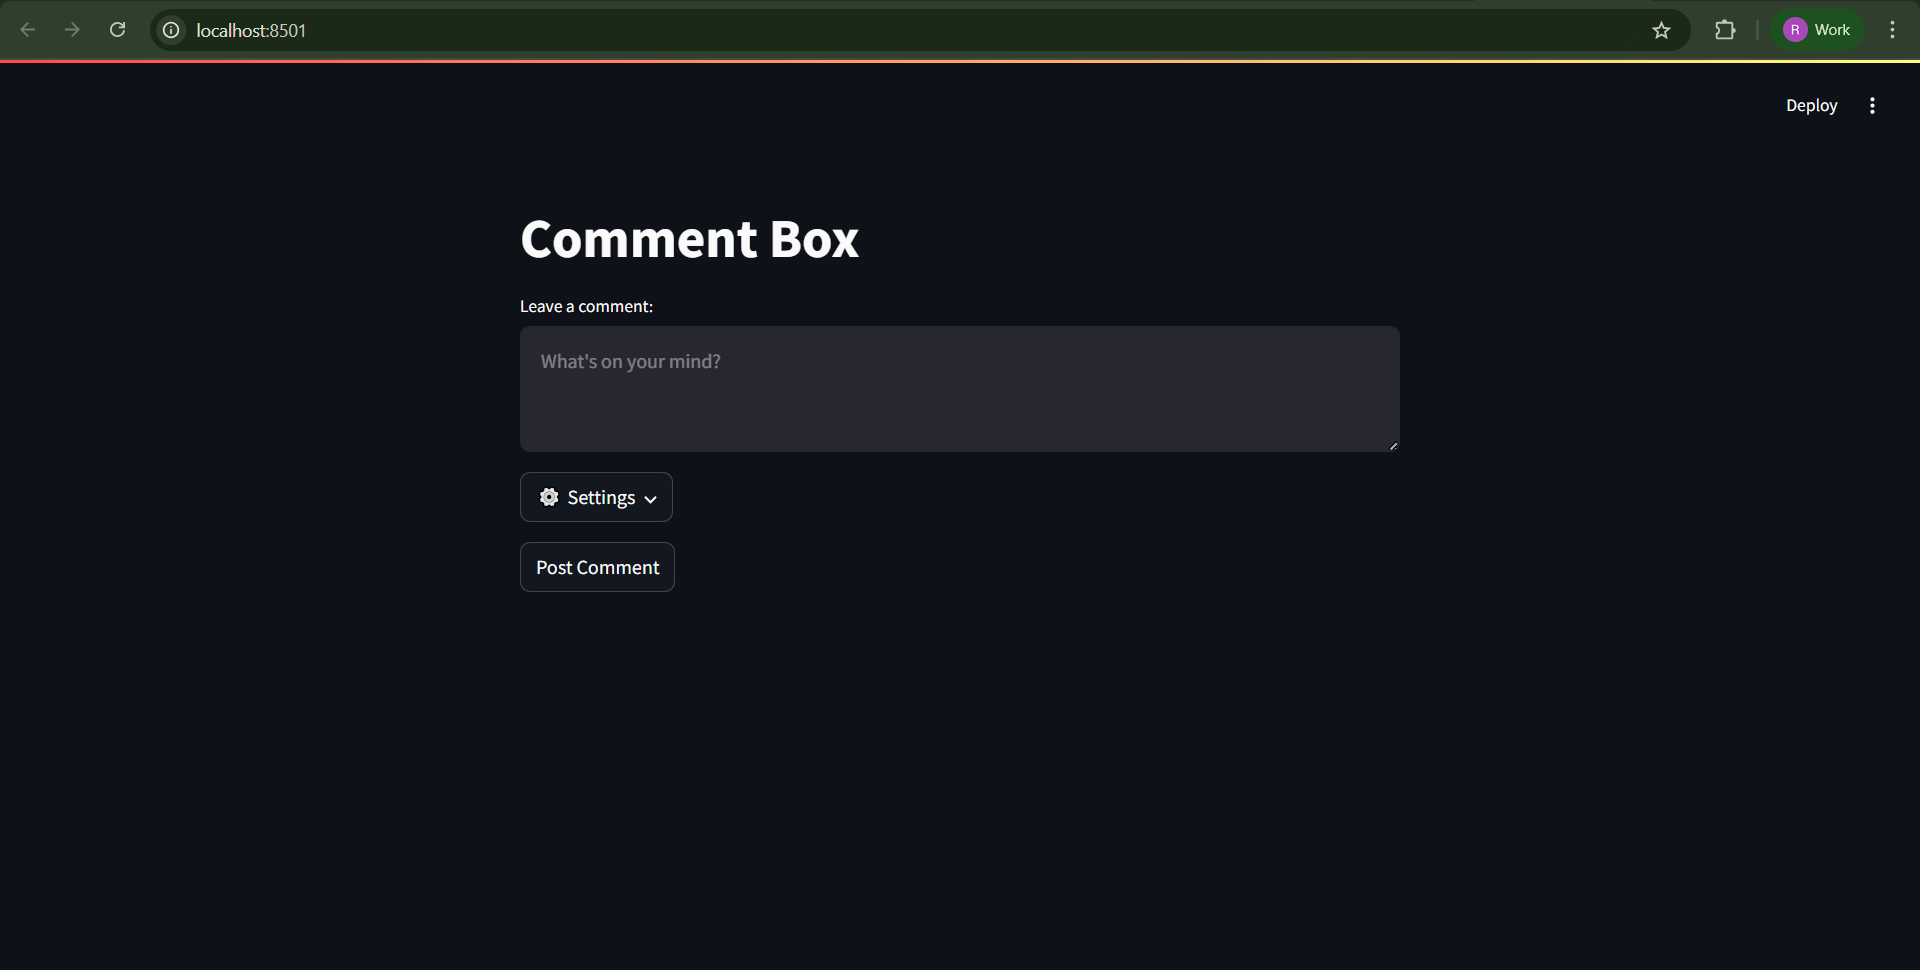 localhost:8501
R Work
Deploy
Comment Box
Leave a comment:
What's on your mind?
Settings
Post Comment